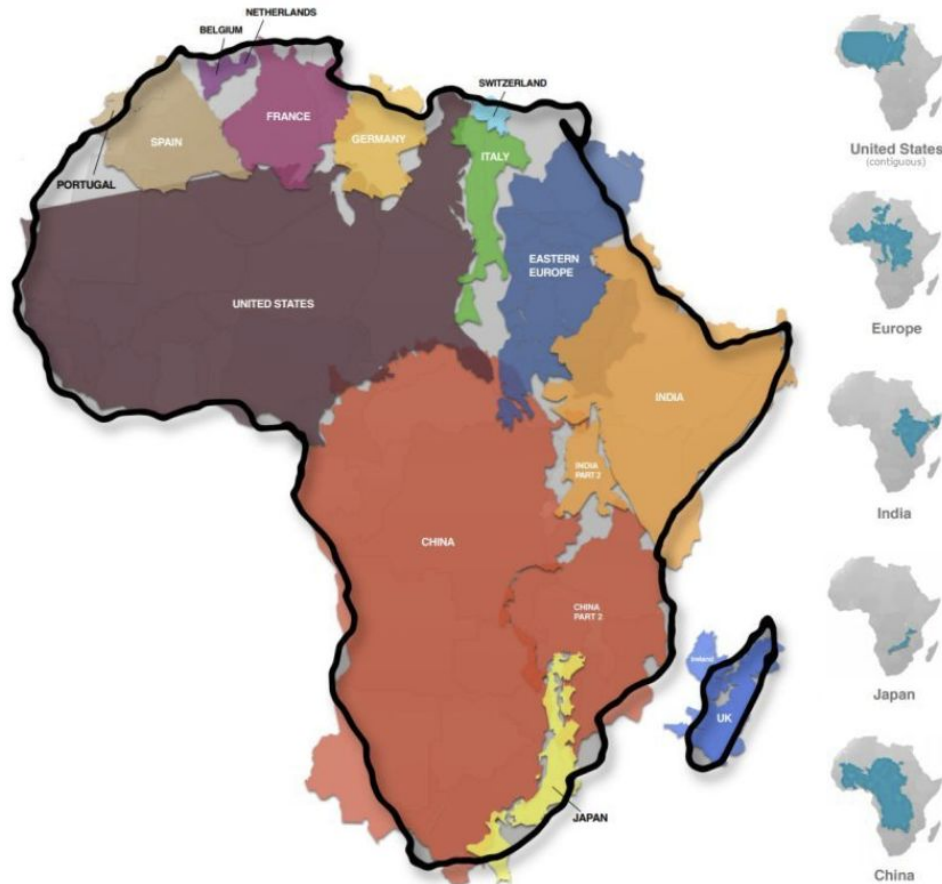 NETHERLANDS
BELGIUM
SWITZERLAND
FRANCE
GERMANY
SPAIN
ITALY
PORTUGAL
EASTERN
EUROPE
UNITED STATES
INDIA
INDIA
PART 2
CHINA
CHINA
PART 2
Ireland
UK
JAPAN
United States
(contiguous)
Europe
India
Japan
China